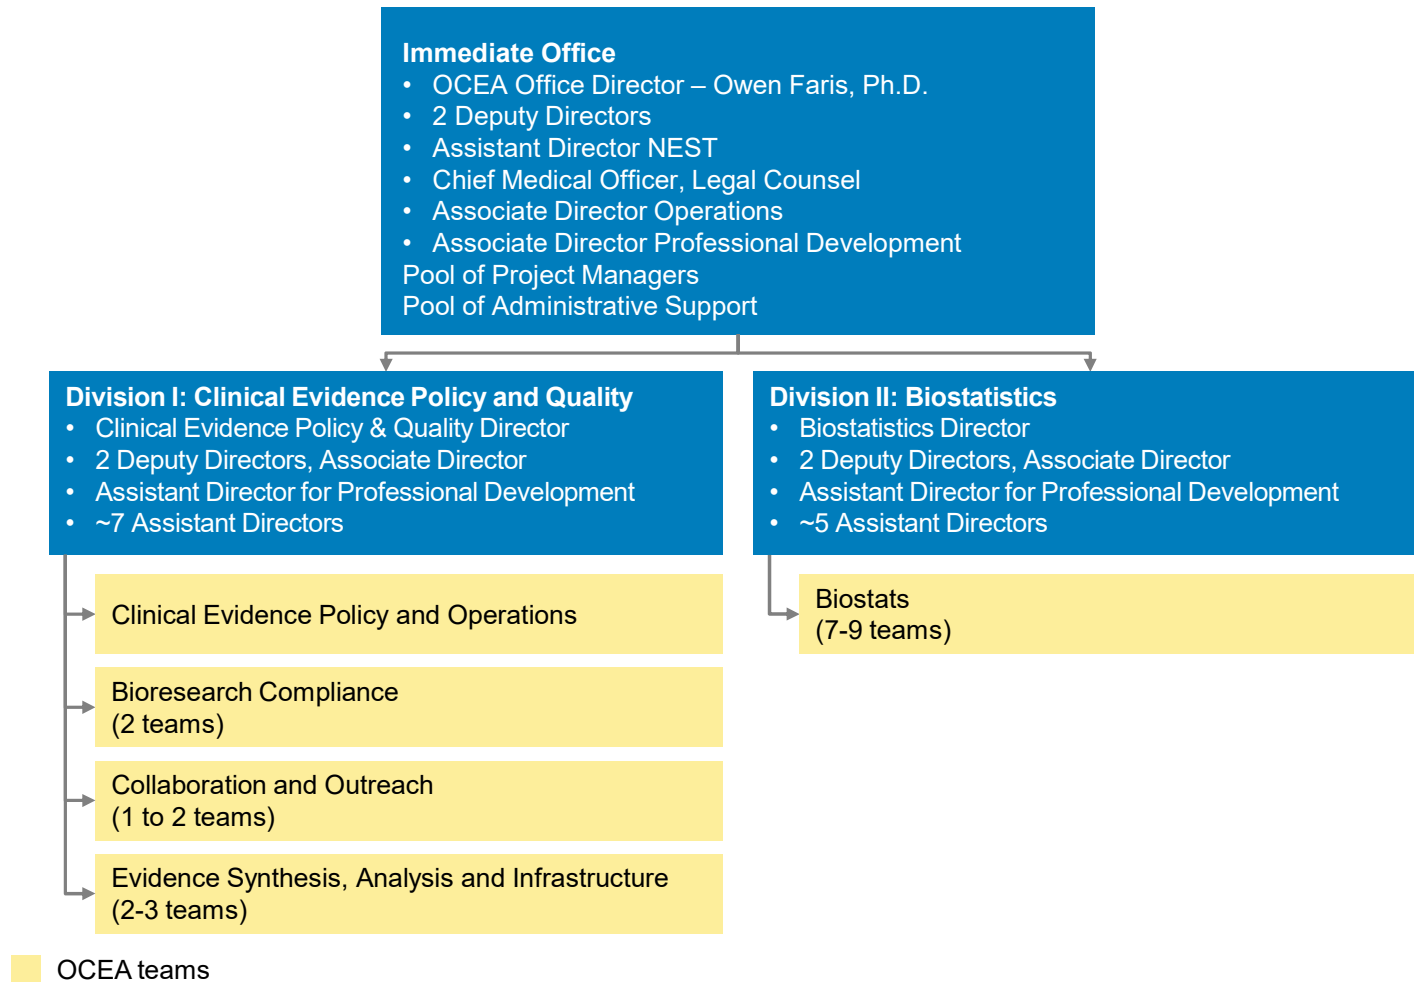 Immediate Office
• OCEA Office Director – Owen Faris, Ph.D.
• 2 Deputy Directors
• Assistant Director NEST
• Chief Medical Officer, Legal Counsel
• Associate Director Operations
• Associate Director Professional Development
Pool of Project Managers
Pool of Administrative Support
Division I: Clinical Evidence Policy and Quality
• Clinical Evidence Policy & Quality Director
• 2 Deputy Directors, Associate Director
• Assistant Director for Professional Development
• ~7 Assistant Directors
Division II: Biostatistics
• Biostatistics Director
• 2 Deputy Directors, Associate Director
• Assistant Director for Professional Development
• ~5 Assistant Directors
Clinical Evidence Policy and Operations
Bioresearch Compliance
(2 teams)
Collaboration and Outreach
(1 to 2 teams)
Evidence Synthesis, Analysis and Infrastructure
(2-3 teams)
Biostats
(7-9 teams)
OCEA teams